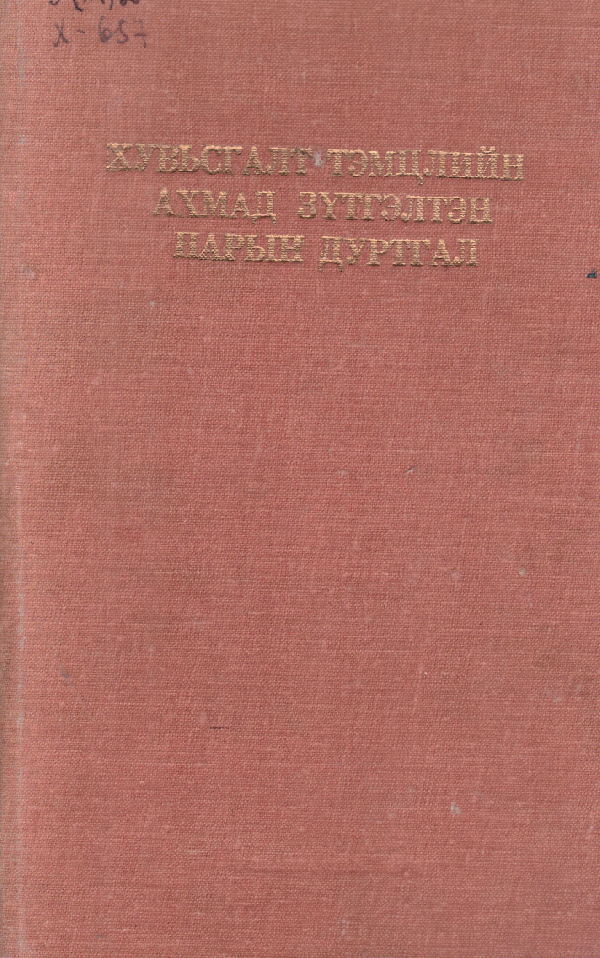 Х-657
ХУВЬСГАЛТ ТЭМЦЛИЙН
АХМАД ЗҮТГЭЛТЭН
НАРЫН ДУРТГАЛ